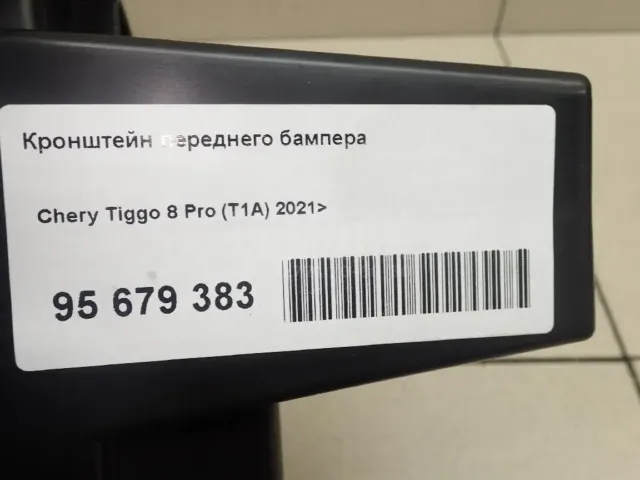 Кронштейн переднего бампера
Chery Tiggo 8 Pro (T1A) 2021>
95 679 383